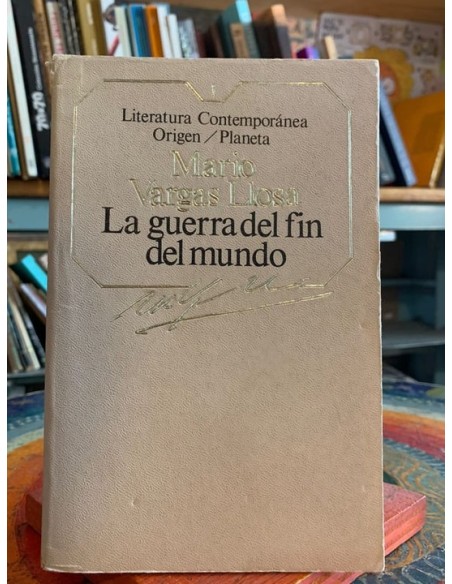 Literatura Contemporánea
Origen / Planeta
Mario
Vargas Llosa
La guerra del fin
del mundo